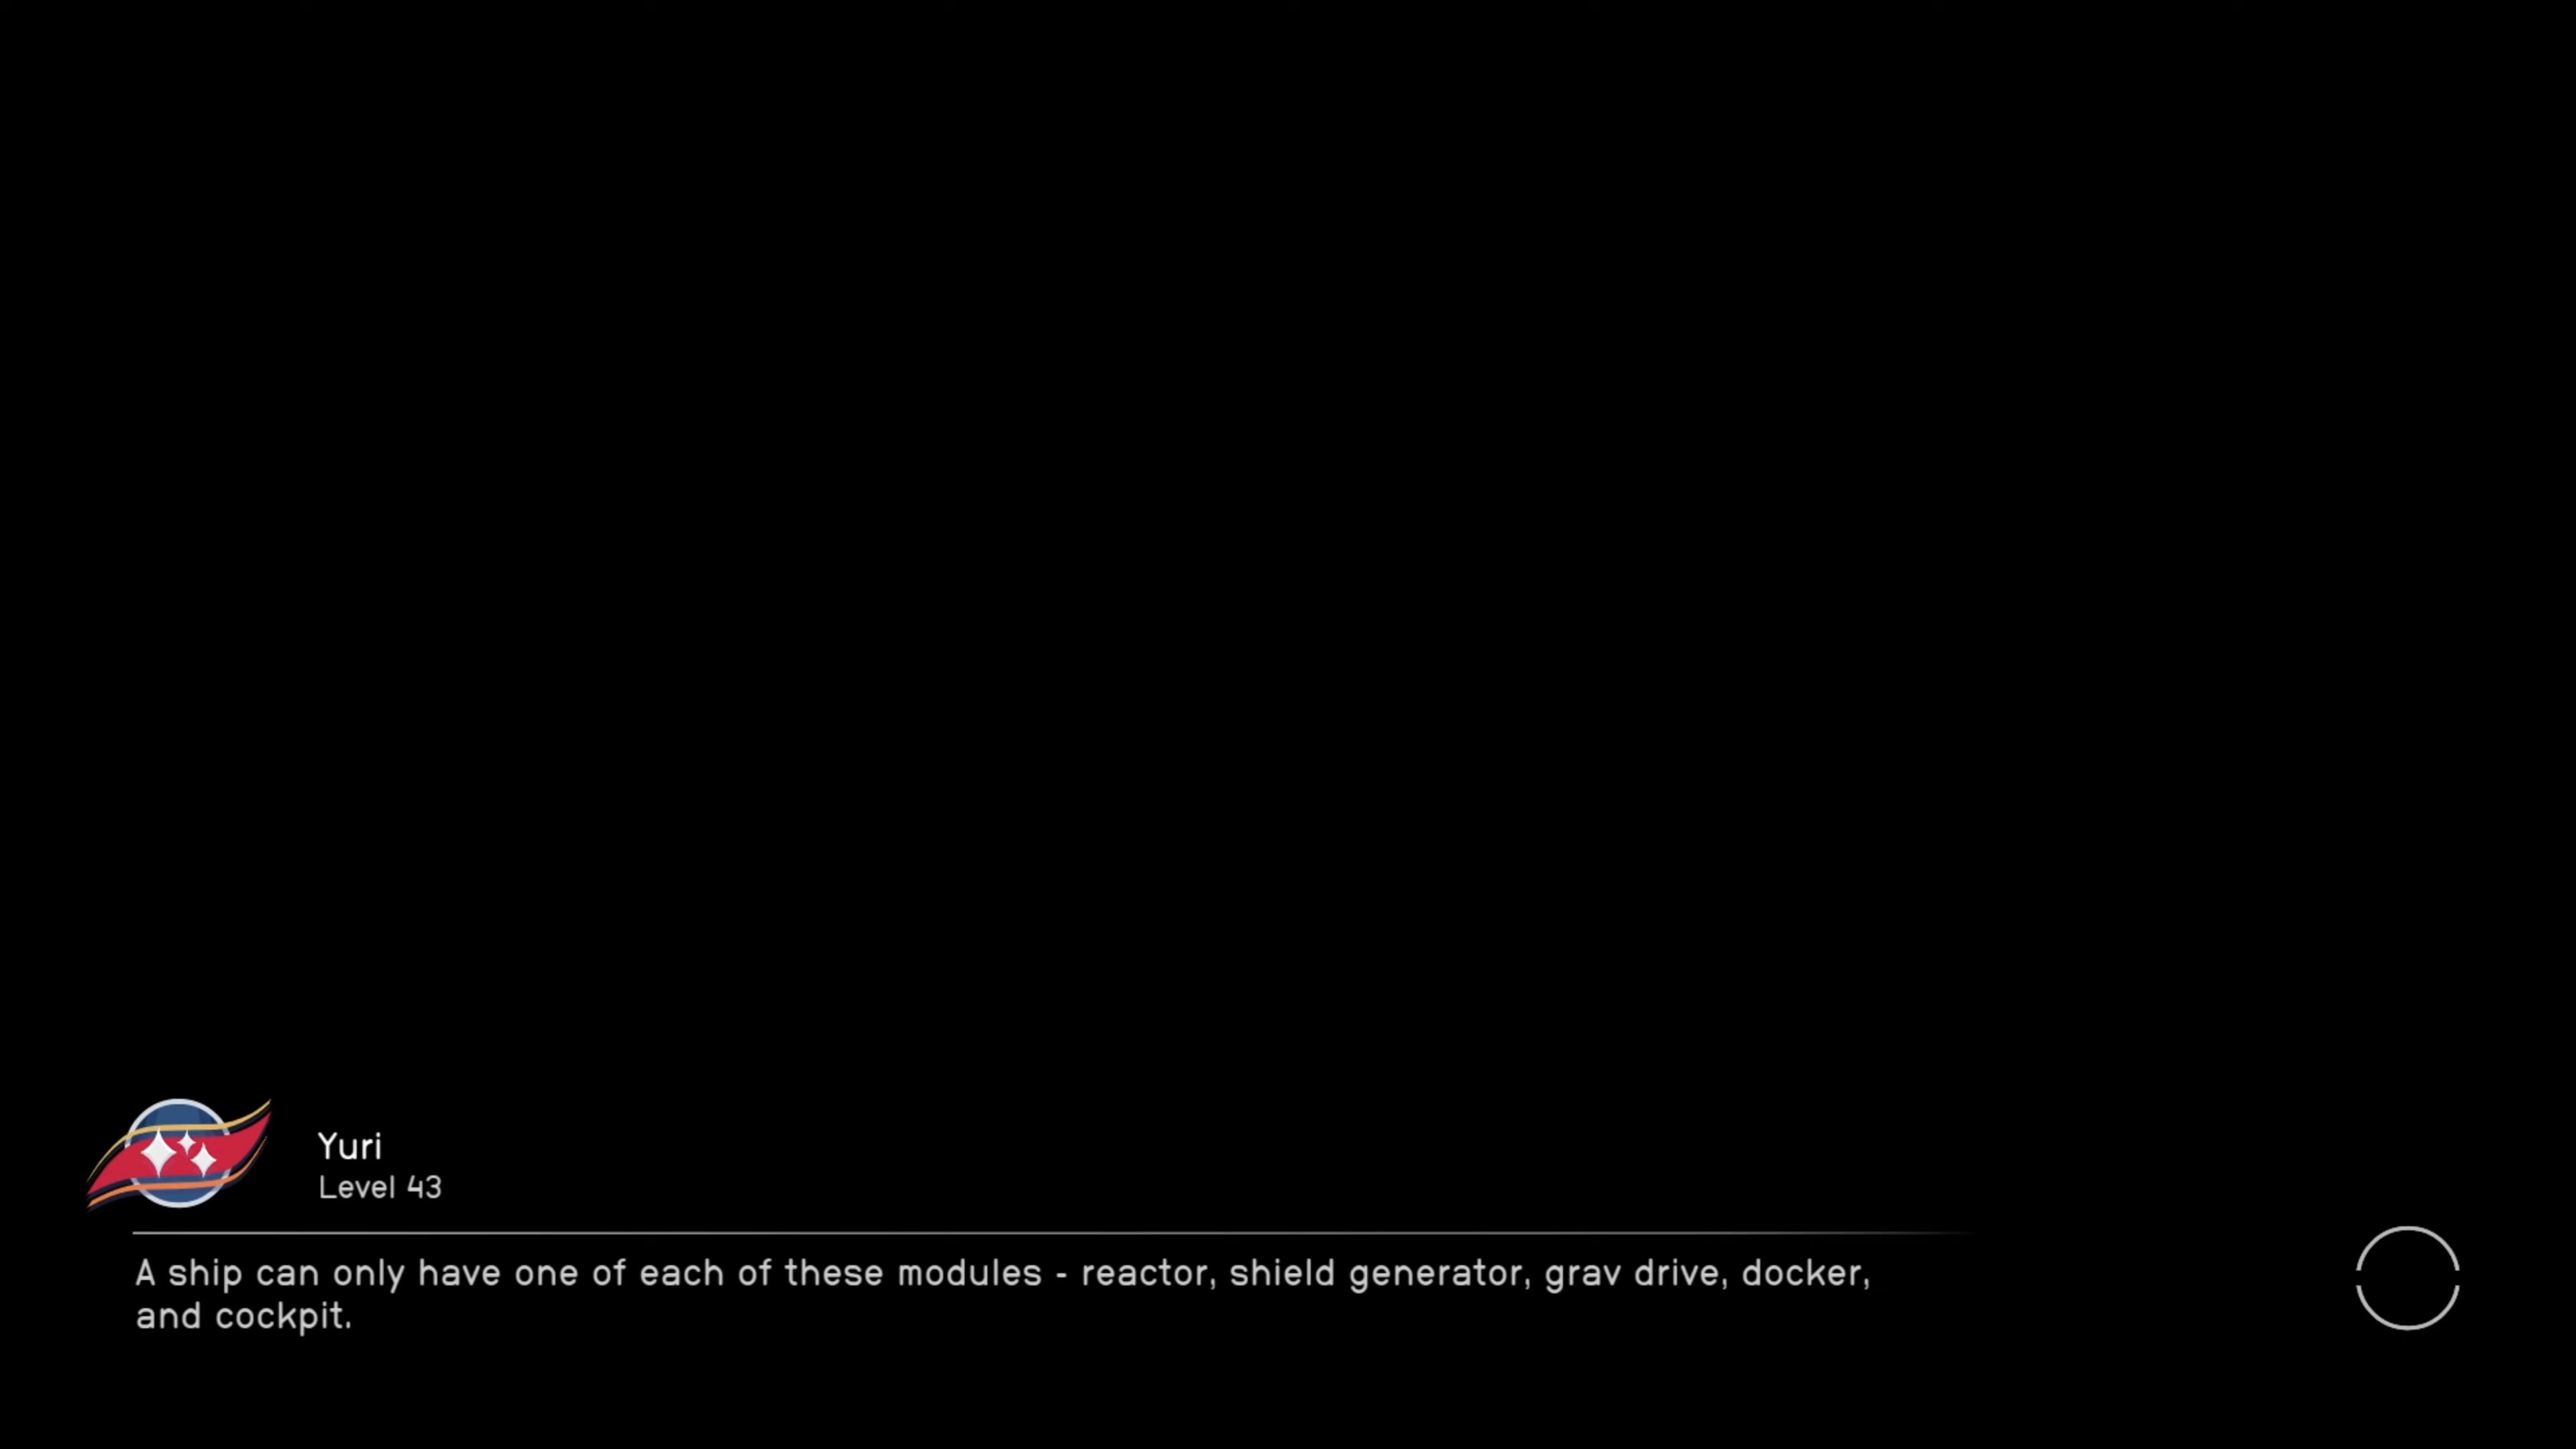 Yuri
Level 43
A ship can only have one of each of these modules - reactor, shield generator, grav drive, docker,
and cockpit.